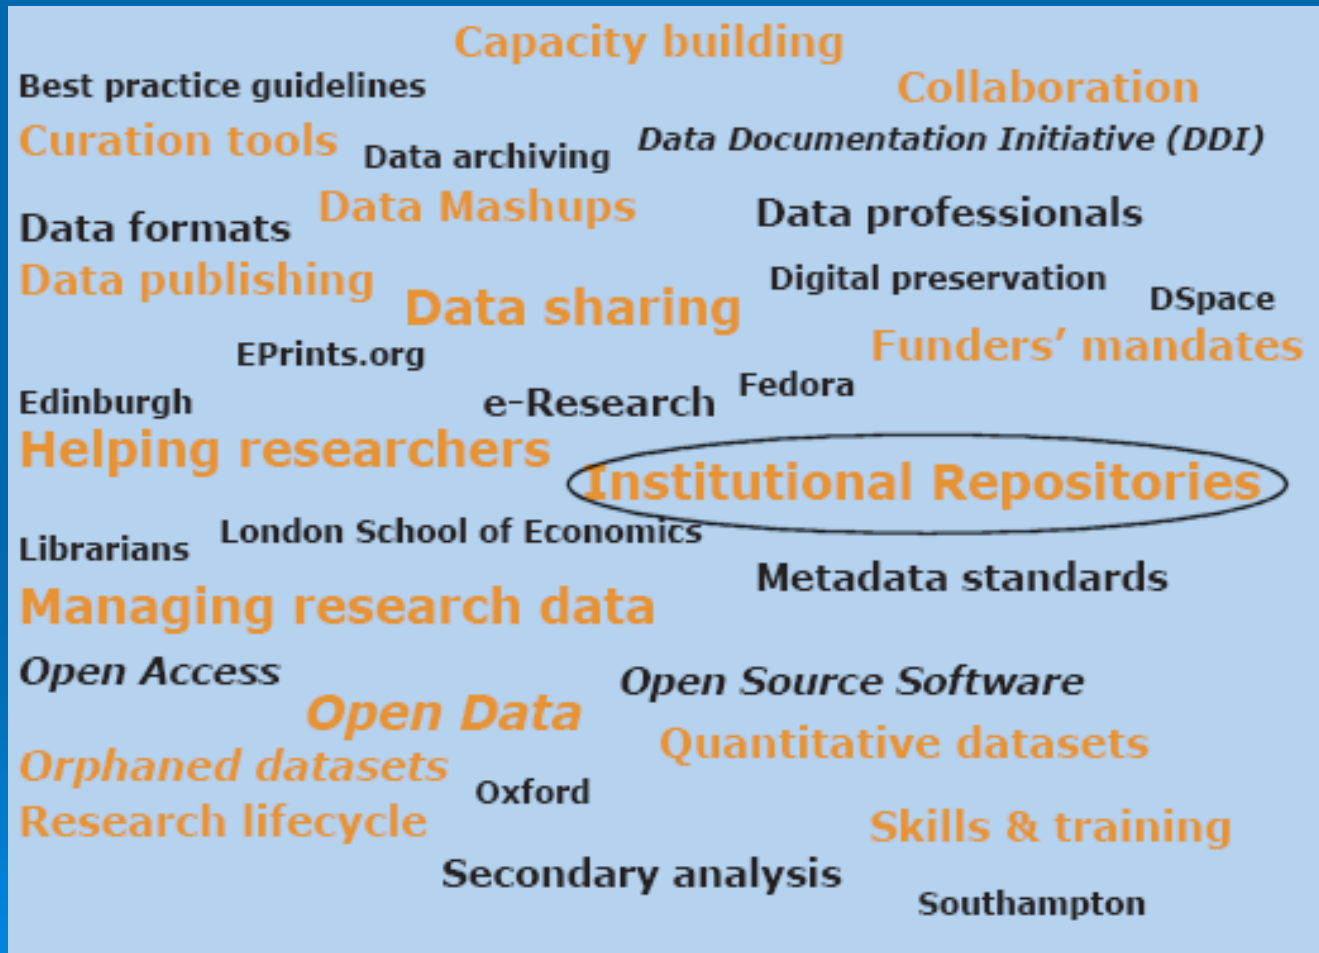 Capacity building
Best practice guidelines
Collaboration
Curation tools
Data archiving
Data Documentation Initiative (DDI)
Data formats
Data Mashups
Data professionals
Data publishing
Data sharing
Digital preservation
DSpace
EPrints.org
Funders’ mandates
Edinburgh
e-Research
Fedora
Helping researchers
Institutional Repositories
Librarians
London School of Economics
Metadata standards
Managing research data
Open Access
Open Data
Open Source Software
Orphaned datasets
Quantitative datasets
Oxford
Research lifecycle
Skills & training
Secondary analysis
Southampton